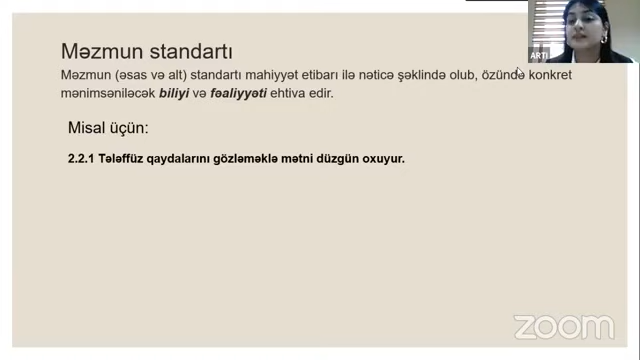 Məzmun standartı
Məzmun (əsas və alt) standartı mahiyyət etibarı ilə nəticə şəklində olub, özündə konkret
mənimsəniləcək biliyi və fəaliyyəti ehtiva edir.
Misal üçün:
2.2.1 Tələffüz qaydalarını gözləməklə mətni düzgün oxuyur.
ARTI
zoom